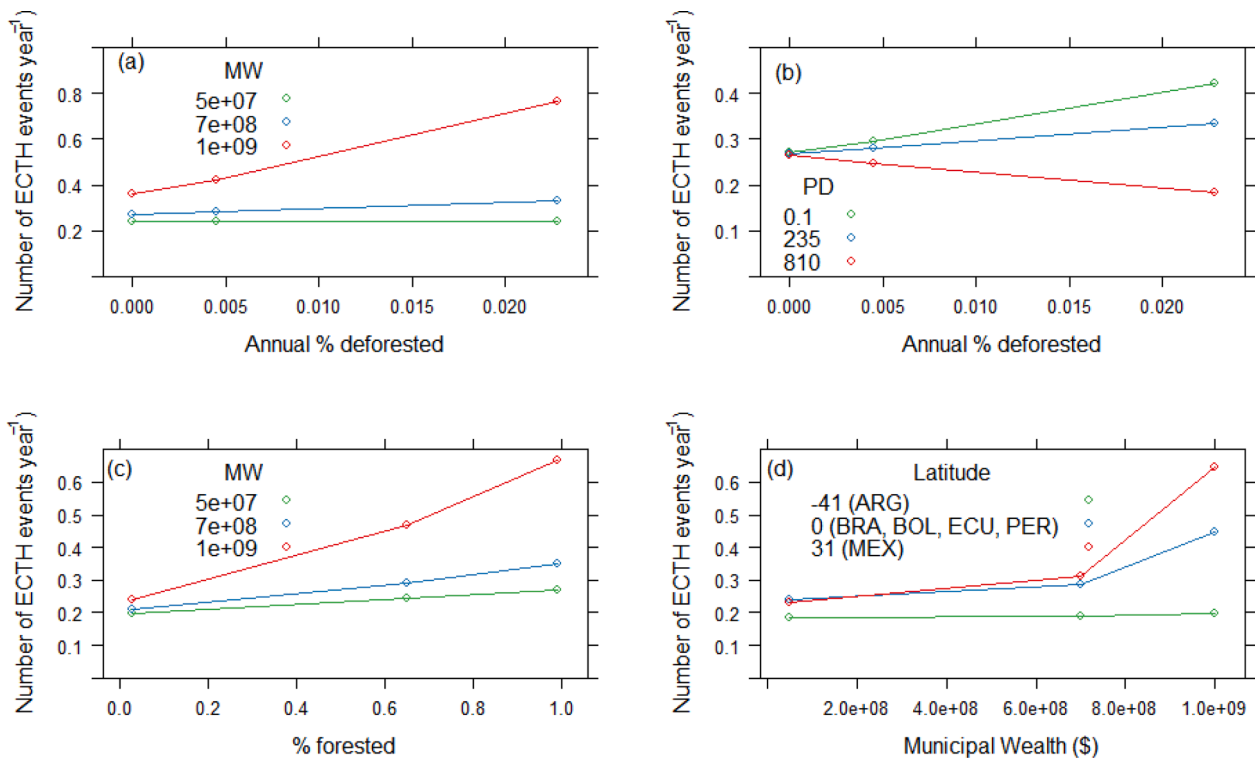 (a)
MW
5e+07
7e+08
1e+09
Number of ECTH events year⁻¹
0.8
0.6
0.4
0.2
0.000 0.005 0.010 0.015 0.020
Annual % deforested
(b)
PD
0.1
235
810
Number of ECTH events year⁻¹
0.4
0.3
0.2
0.1
0.000 0.005 0.010 0.015 0.020
Annual % deforested
(c)
MW
5e+07
7e+08
1e+09
Number of ECTH events year⁻¹
0.6
0.5
0.4
0.3
0.2
0.1
0.0 0.2 0.4 0.6 0.8 1.0
% forested
(d)
Latitude
-41 (ARG)
0 (BRA, BOL, ECU, PER)
31 (MEX)
Number of ECTH events year⁻¹
0.6
0.5
0.4
0.3
0.2
0.1
2.0e+08 4.0e+08 6.0e+08 8.0e+08 1.0e+09
Municipal Wealth ($)